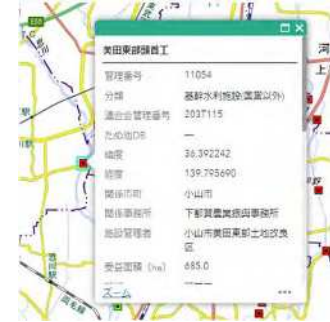 美田東部頭首工
管理番号 11054
分類 基幹水利施設(国営以外)
連合会管理番号 2037115
ため池DB —
緯度 36.392242
経度 139.795690
関係市町 小山市
関係事務所 下都賀農業振興事務所
施設管理者 小山市美田東部土地改良区
受益面積 (ha) 685.0
ズーム